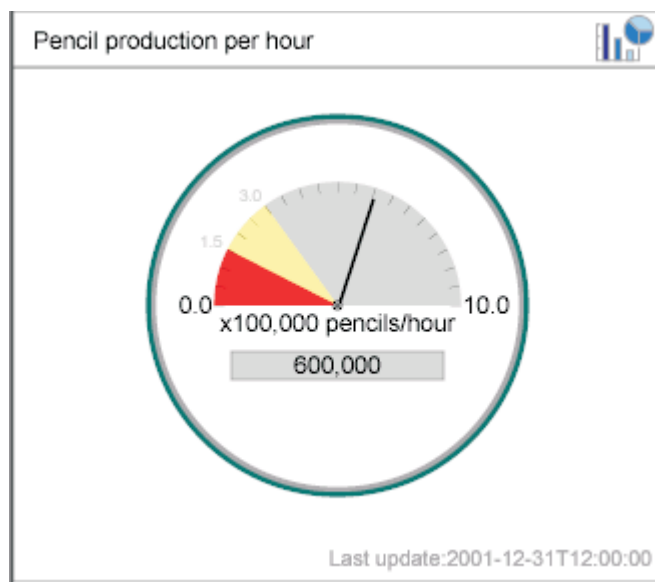 Pencil production per hour
3.0
1.5
0.0
10.0
x100,000 pencils/hour
600,000
Last update:2001-12-31T12:00:00